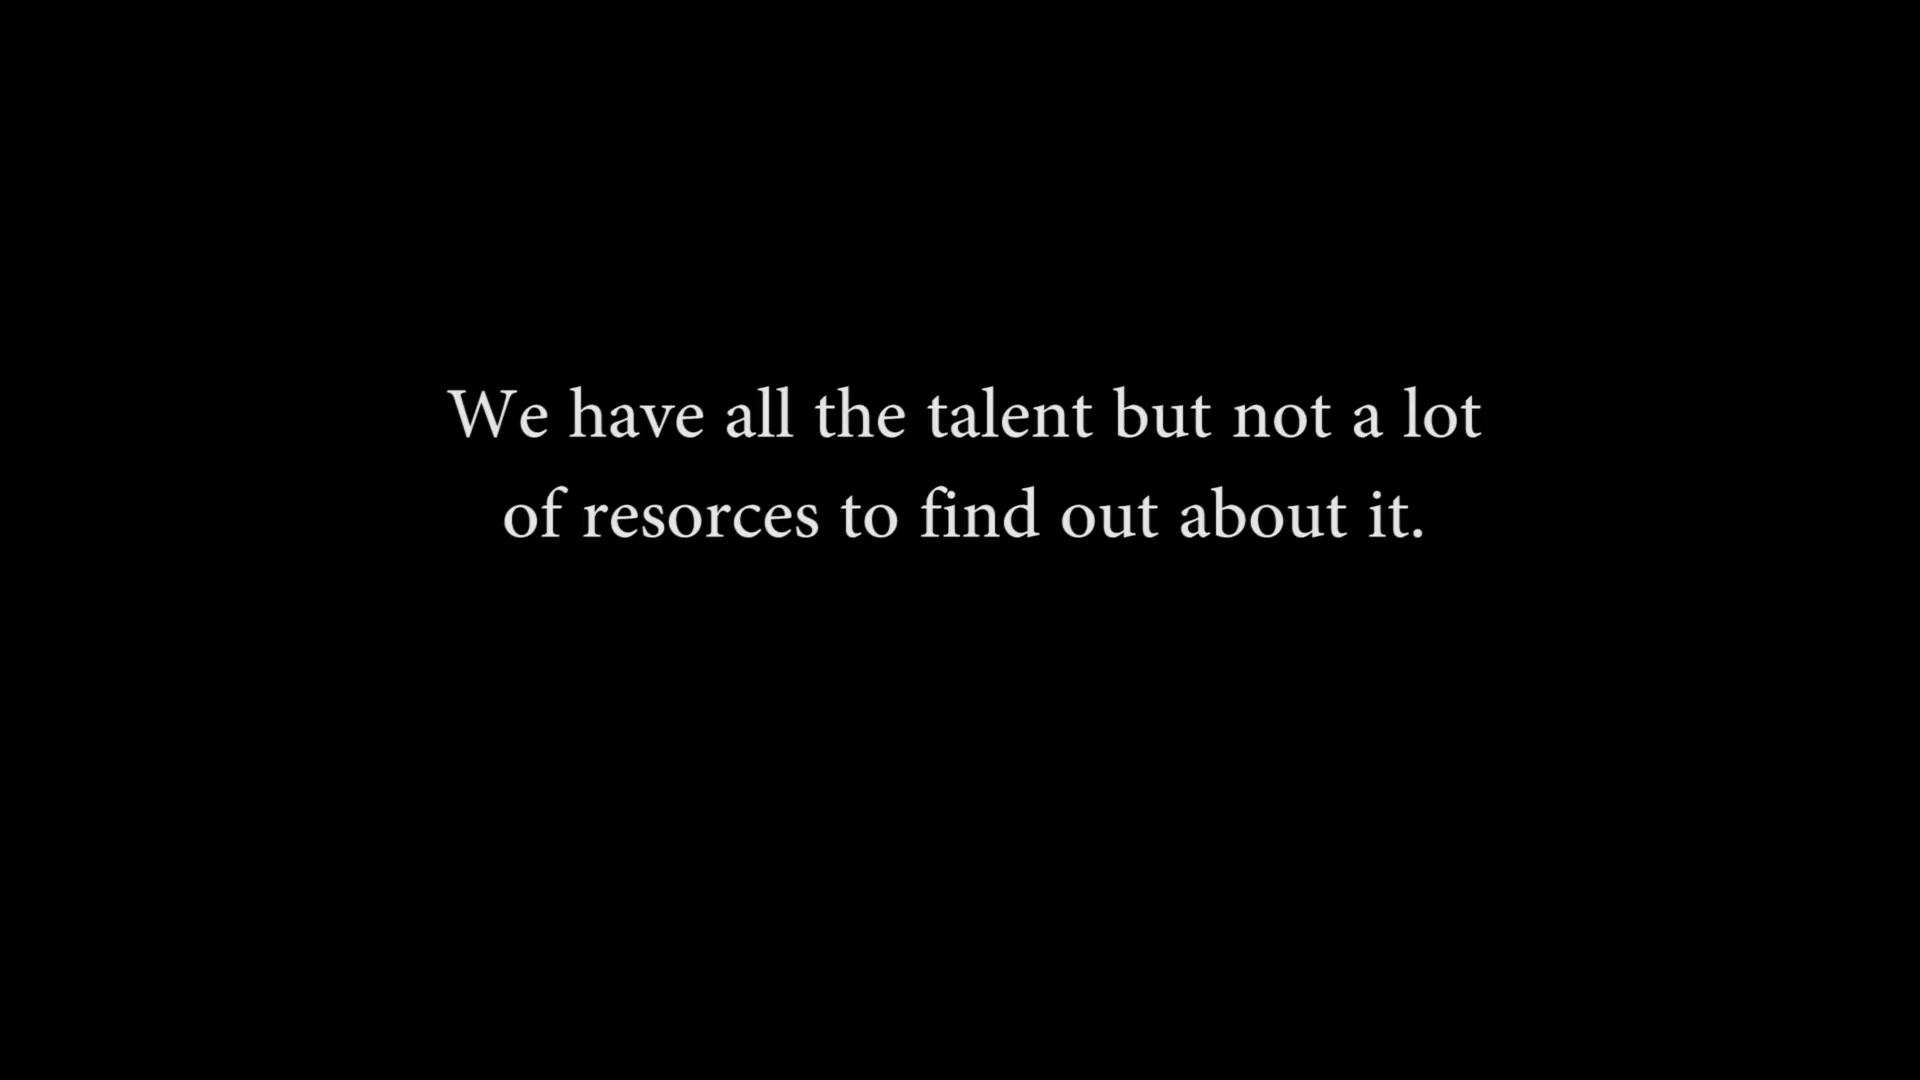 We have all the talent but not a lot
of resorces to find out about it.